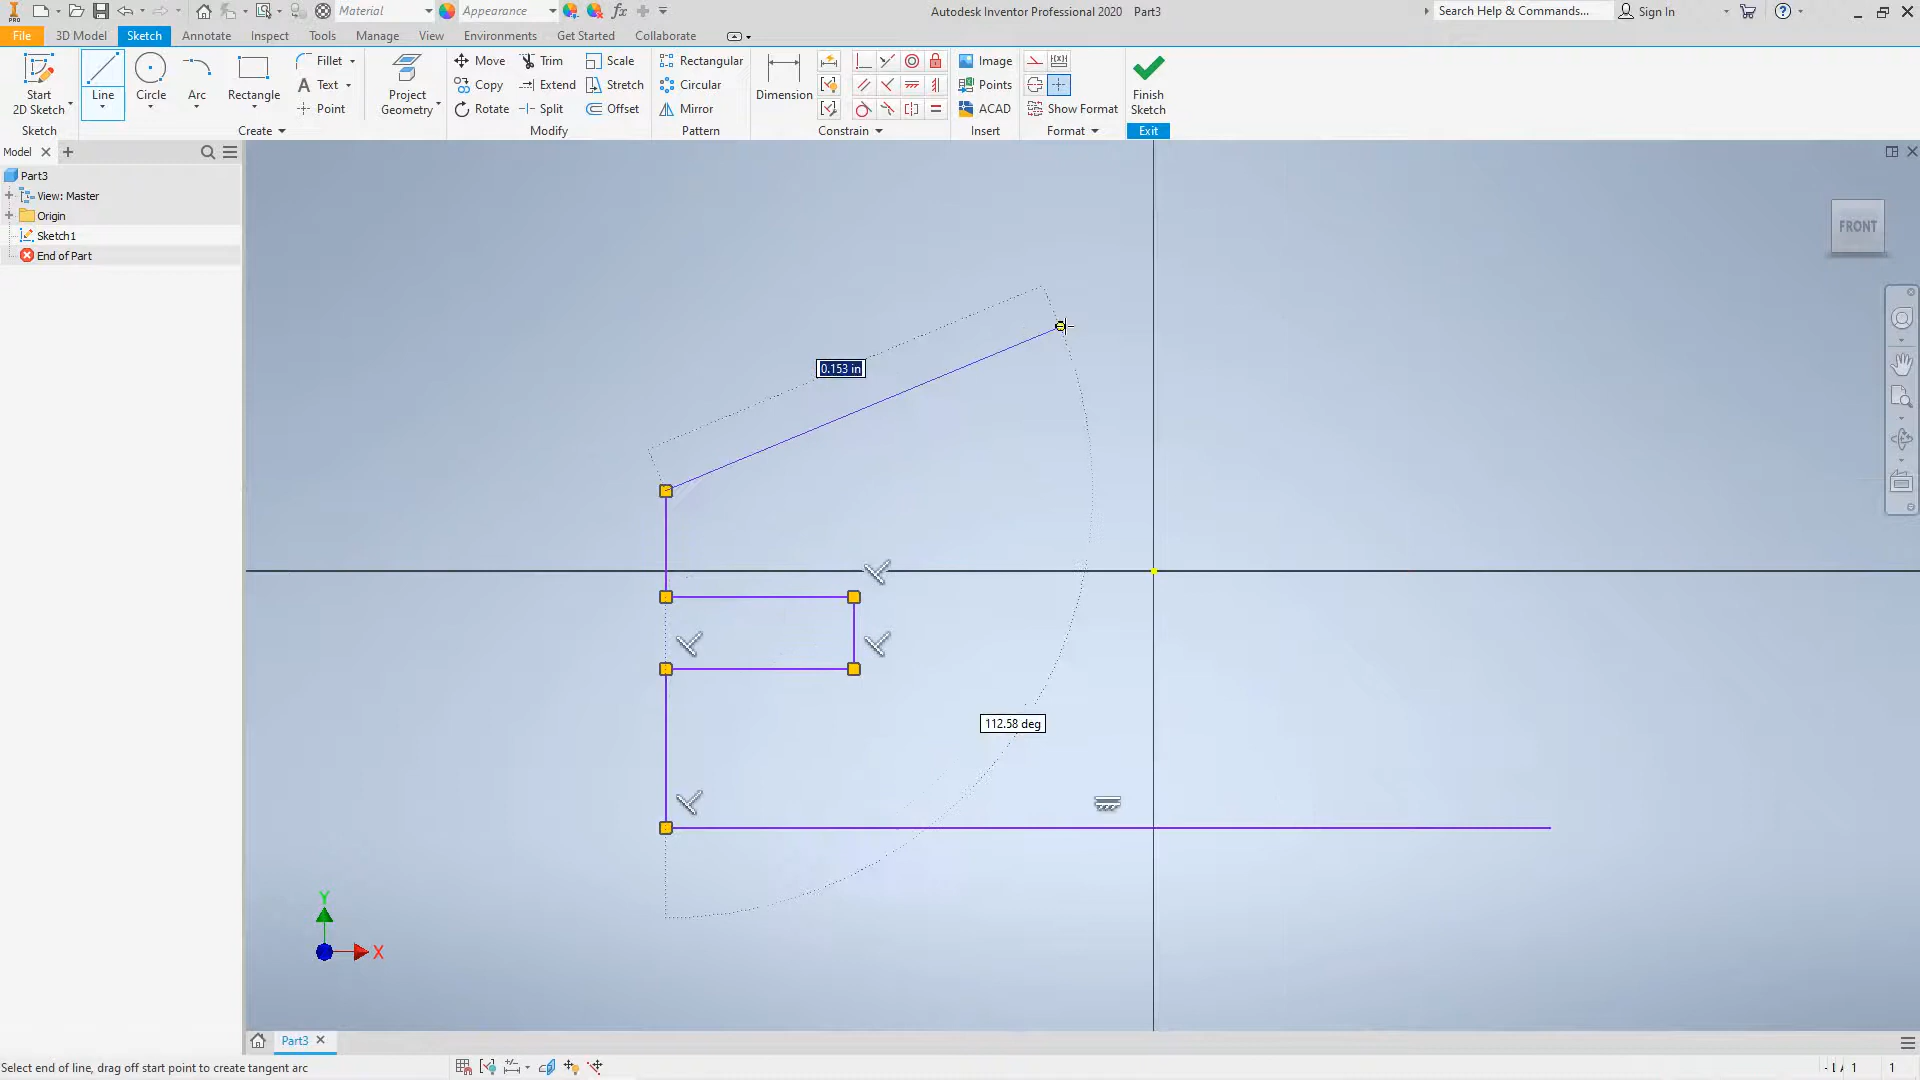 Material
Appearance
fx
Autodesk Inventor Professional 2020 Part3
Search Help & Commands...
Sign In
PRO
File
3D Model
Sketch
Annotate
Inspect
Tools
Manage
View
Environments
Get Started
Collaborate
Start
2D Sketch
Line
Circle
Arc
Rectangle
Fillet
Text
Point
Project
Geometry
Move
Copy
Rotate
Trim
Extend
Split
Scale
Stretch
Offset
Rectangular
Circular
Mirror
Dimension
Image
Points
ACAD
Show Format
Finish
Sketch
Sketch
Create
Modify
Pattern
Constrain
Insert
Format
Exit
Model
Part3
View: Master
Origin
Sketch1
End of Part
FRONT
0.153 in
112.58 deg
Y
X
Part3
Select end of line, drag off start point to create tangent arc
1
1